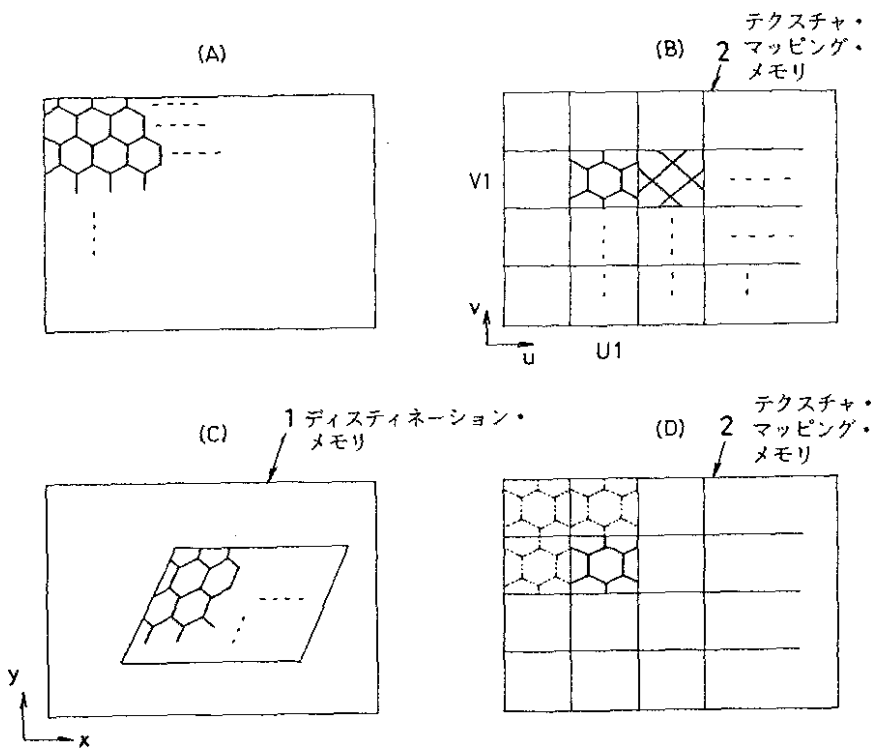 (A)
(B)
2
テクスチャ・
マッピング・
メモリ
V1
v
u
U1
(C)
1 ディスティネーション・
メモリ
(D)
2
テクスチャ・
マッピング・
メモリ
y
x